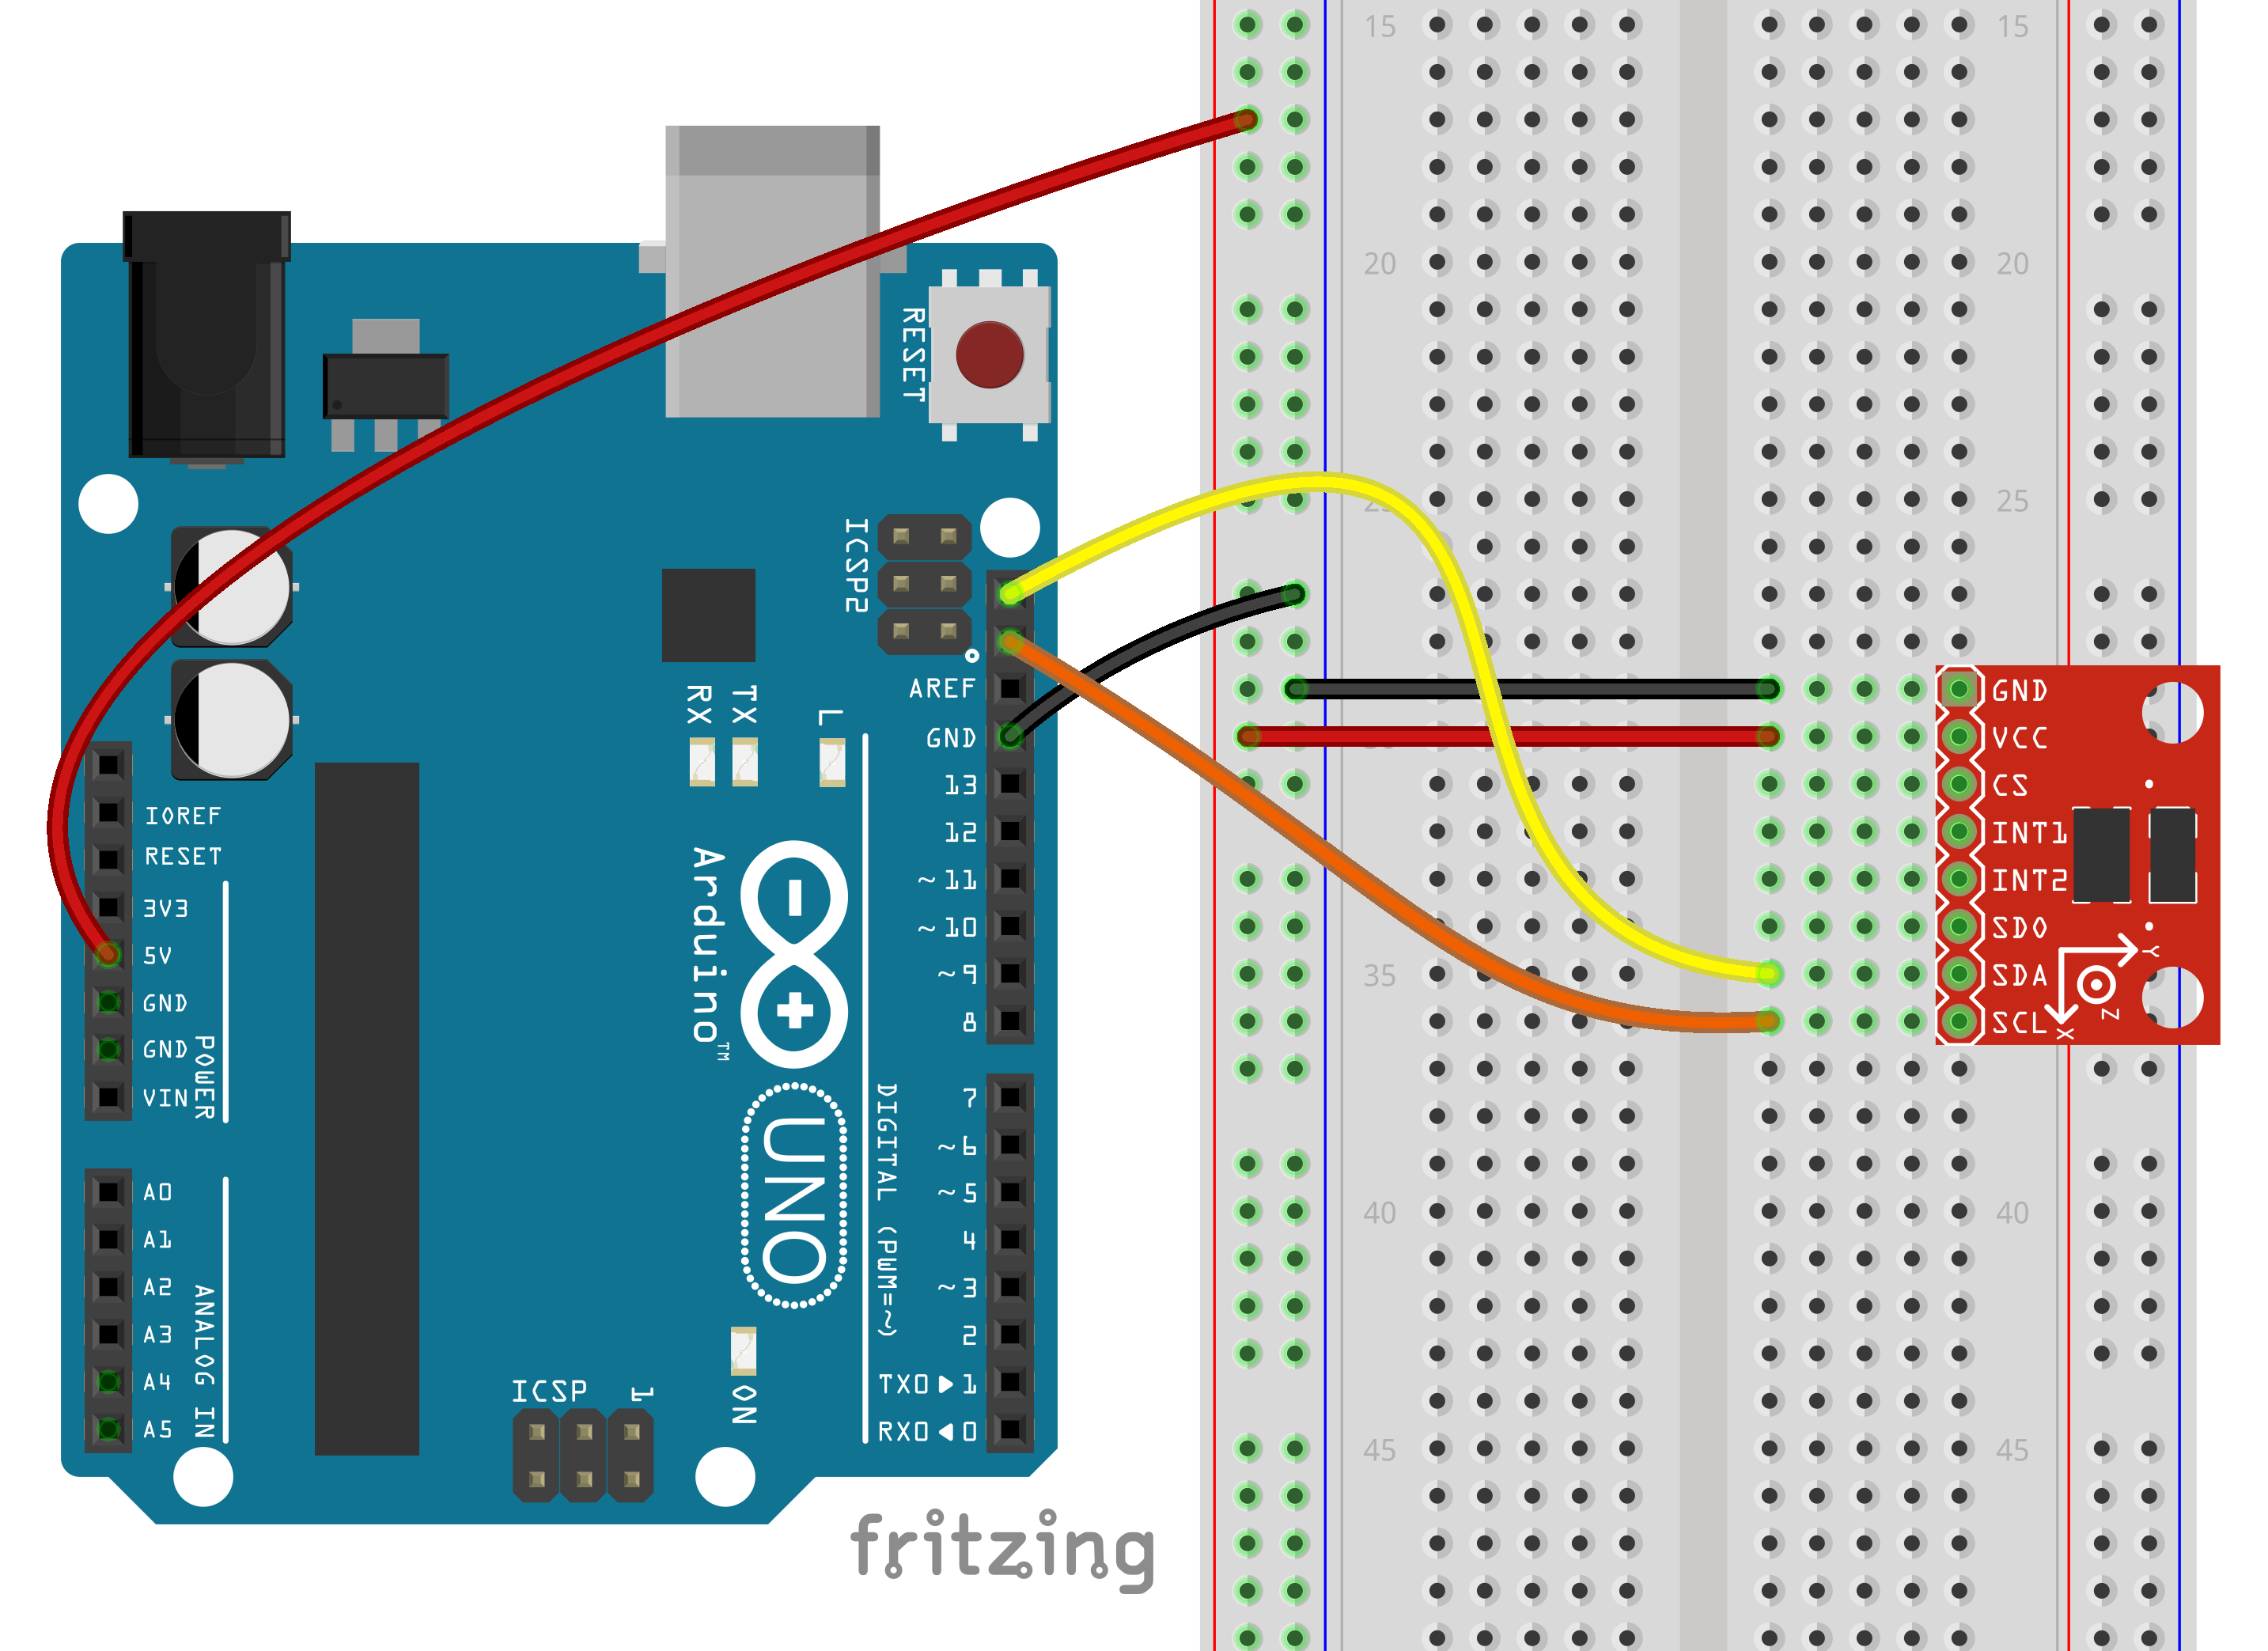 15 15
20 20
25 25
35
40 40
45 45
RESET
ICSP2
AREF
GND
13
12
~11
~10
~9
8
7
~6
~5
4
~3
2
TX0▶1
RX0◀0
DIGITAL (PWM=~)
RX
TX
L
Arduino™
UNO
ON
ICSP 1
IOREF
RESET
3V3
5V
GND
GND
VIN
POWER
A0
A1
A2
A3
A4
A5
ANALOG IN
GND
VCC
CS
INT1
INT2
SDO
SDA
SCL
Y
Z
X
fritzing